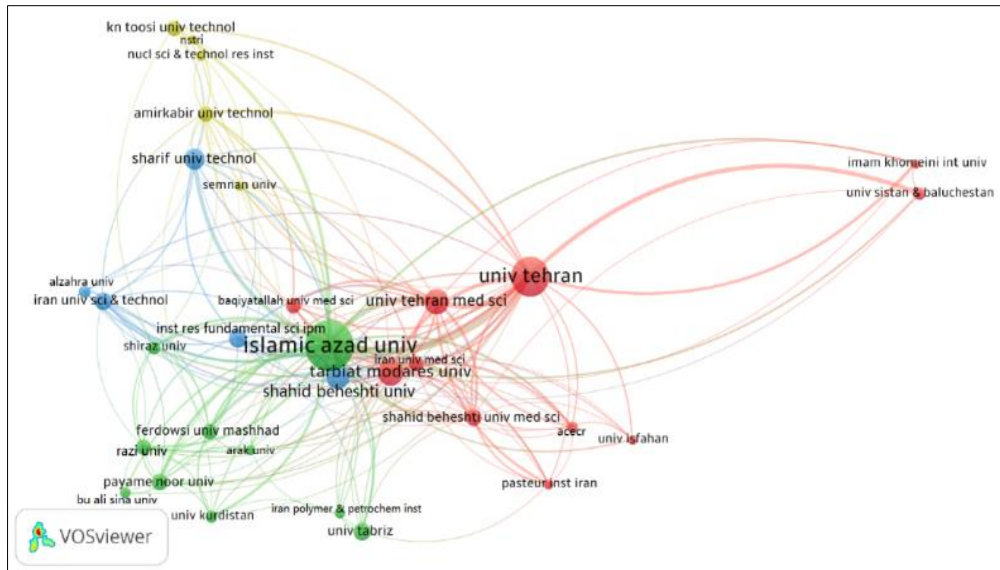 kn toosi univ technol
nstri
nucl sci & technol res inst
amirkabir univ technol
sharif univ technol
semnan univ
imam khomeini int univ
univ sistan & baluchestan
univ tehran
alzahra univ
iran univ sci & technol
baqiyatallah univ med sci
univ tehran med sci
inst res fundamental sci ipm
shiraz univ
islamic azad univ
iran univ med sci
tarbiat modares univ
shahid beheshti univ
shahid beheshti univ med sci
ferdowsi univ mashhad
acecr
univ isfahan
razi univ
arak univ
payame noor univ
pasteur inst iran
bu ali sina univ
univ kurdistan
iran polymer & petrochem inst
univ tabriz
VOSviewer